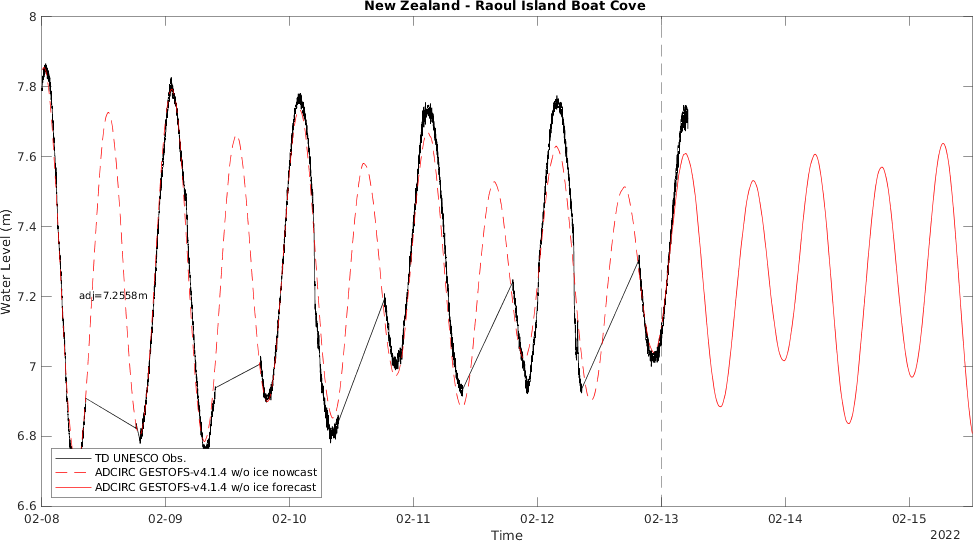 New Zealand - Raoul Island Boat Cove
8
7.8
7.6
7.4
7.2
7
6.8
6.6
Water Level (m)
adj=7.2558m
TD UNESCO Obs.
ADCIRC GESTOFS-v4.1.4 w/o ice nowcast
ADCIRC GESTOFS-v4.1.4 w/o ice forecast
02-08 02-09 02-10 02-11 02-12 02-13 02-14 02-15
Time
2022